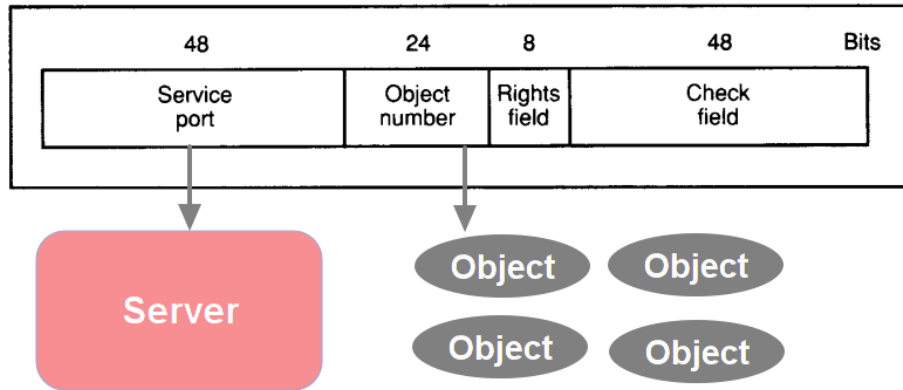 48 24 8 48 Bits
Service Object Rights Check
port number field field
Object Object
Server
Object Object